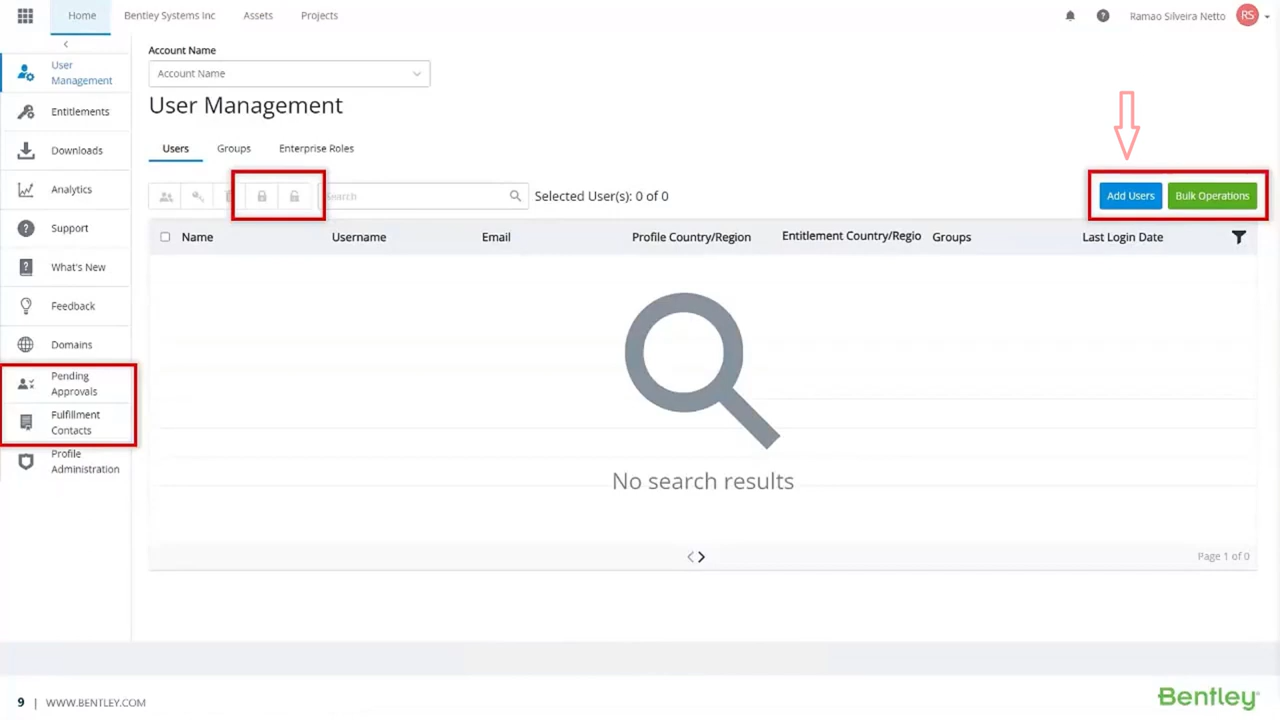 Home
Bentley Systems Inc
Assets
Projects
?
Ramao Silveira Netto
RS
User
Management
Entitlements
Downloads
Analytics
? Support
? What's New
Feedback
Domains
Pending
Approvals
Fulfillment
Contacts
Profile
Administration
Account Name
Account Name
User Management
Users
Groups
Enterprise Roles
Search
Selected User(s): 0 of 0
Add Users
Bulk Operations
Name
Username
Email
Profile Country/Region
Entitlement Country/Regio
Groups
Last Login Date
No search results
Page 1 of 0
9 | WWW.BENTLEY.COM
Bentley